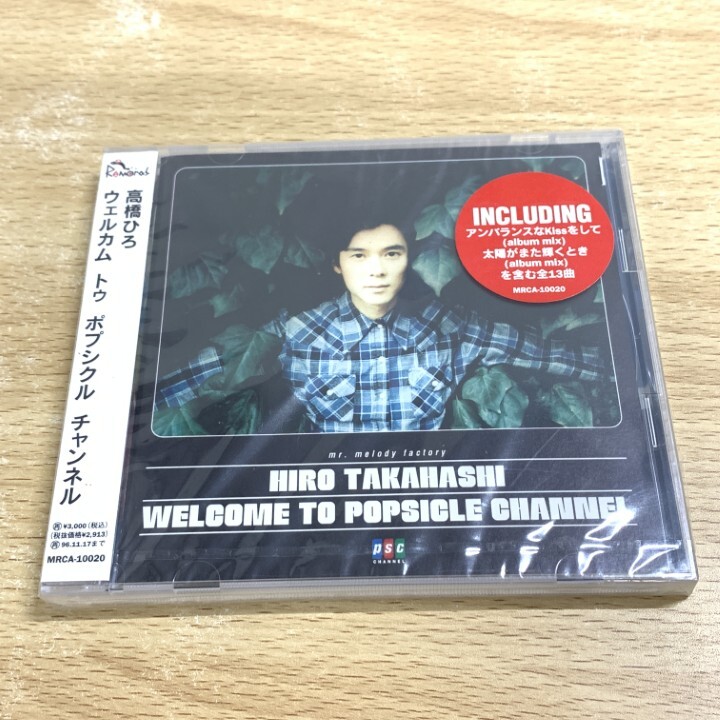 Remarks
高橋ひろ
ウェルカム トゥ ポプシクル チャンネル
再 ¥3,000(税込)
(税抜価格¥2,913)
再 96.11.17まで
MRCA-10020
INCLUDING
アンバランスなKissをして
(album mix)
太陽がまた輝くとき
(album mix)
を含む全13曲
MRCA-10020
mr. melody factory
HIRO TAKAHASHI
WELCOME TO POPSICLE CHANNEL
psc
CHANNEL